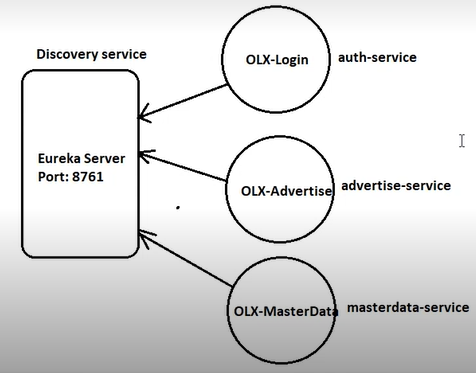 Discovery service
Eureka Server
Port: 8761
OLX-Login
auth-service
OLX-Advertise
advertise-service
OLX-MasterData
masterdata-service